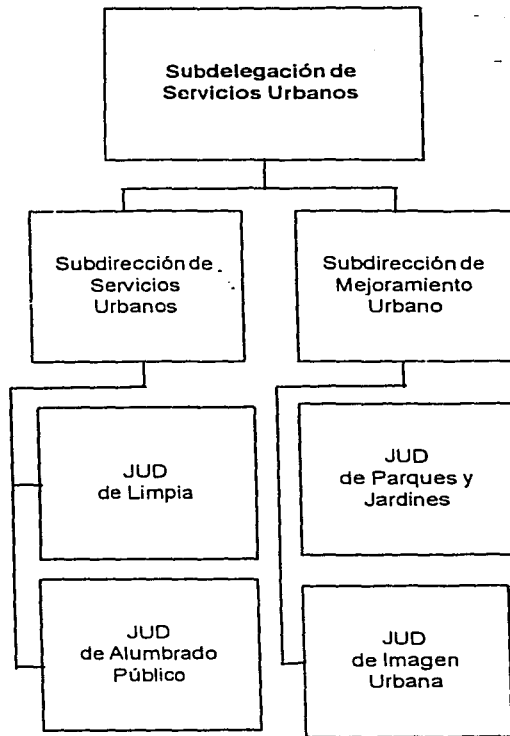 Subdelegación de
Servicios Urbanos
Subdirección de
Servicios
Urbanos
Subdirección de
Mejoramiento
Urbano
JUD
de Limpia
JUD
de Parques y
Jardines
JUD
de Alumbrado
Público
JUD
de Imagen
Urbana